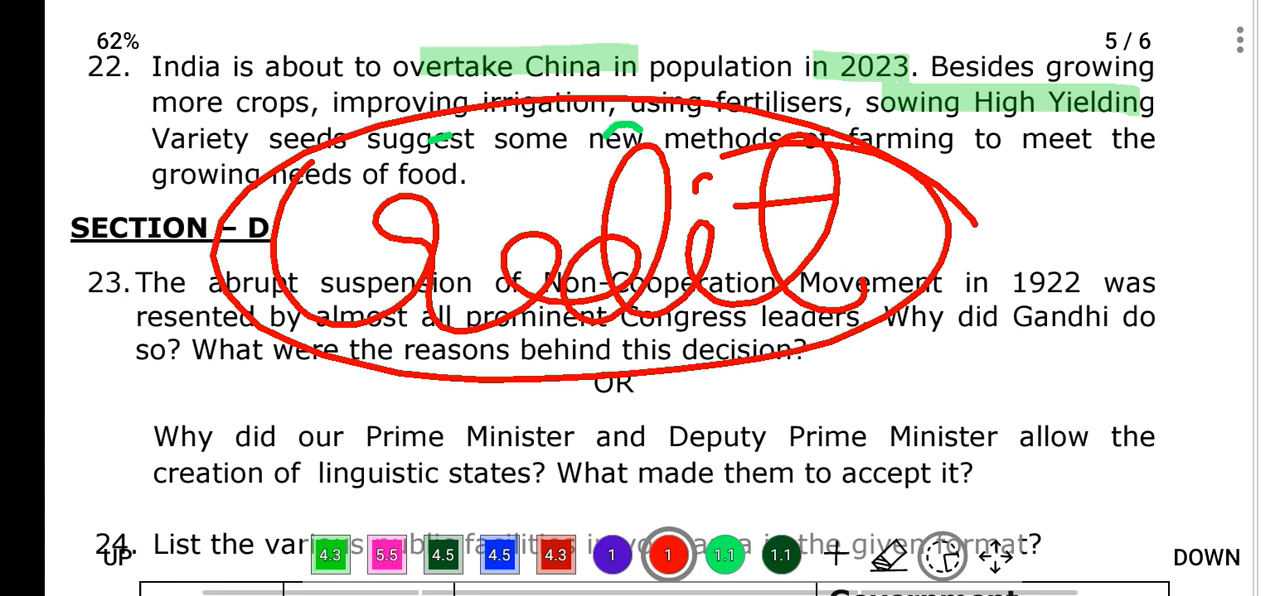 62%
5 / 6
22. India is about to overtake China in population in 2023. Besides growing
more crops, improving irrigation, using fertilisers, sowing High Yielding
Variety seeds suggest some new methods of farming to meet the
growing needs of food.
Credit
SECTION – D
23. The abrupt suspension of Non-Cooperation Movement in 1922 was
resented by almost all prominent Congress leaders. Why did Gandhi do
so? What were the reasons behind this decision?
OR
Why did our Prime Minister and Deputy Prime Minister allow the
creation of linguistic states? What made them to accept it?
24. List the various public facilities in your area in the given format?
UP 4.3 5.5 4.5 4.5 4.3 1 1 1.1 1.1 DOWN
Government